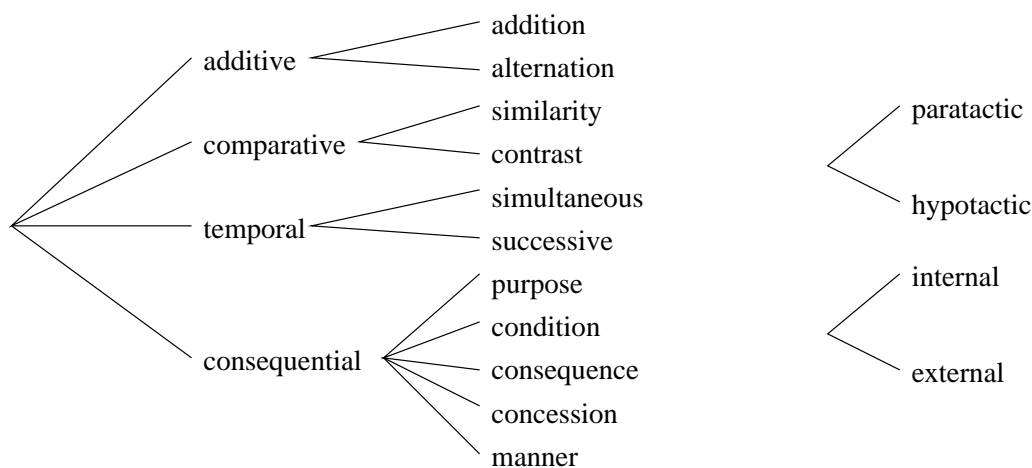 additive
addition
alternation
comparative
similarity
contrast
temporal
simultaneous
successive
consequential
purpose
condition
consequence
concession
manner
paratactic
hypotactic
internal
external